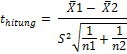 t_hitung = (X̄1 − X̄2) / (S²√(1/n1 + 1/n2))